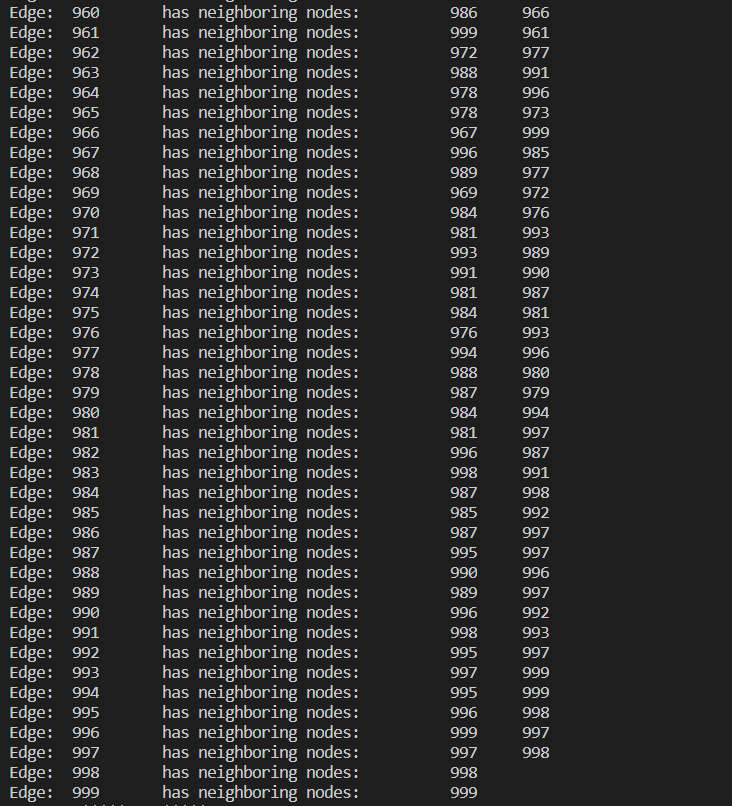 Edge: 960 has neighboring nodes: 986 966
Edge: 961 has neighboring nodes: 999 961
Edge: 962 has neighboring nodes: 972 977
Edge: 963 has neighboring nodes: 988 991
Edge: 964 has neighboring nodes: 978 996
Edge: 965 has neighboring nodes: 978 973
Edge: 966 has neighboring nodes: 967 999
Edge: 967 has neighboring nodes: 996 985
Edge: 968 has neighboring nodes: 989 977
Edge: 969 has neighboring nodes: 969 972
Edge: 970 has neighboring nodes: 984 976
Edge: 971 has neighboring nodes: 981 993
Edge: 972 has neighboring nodes: 993 989
Edge: 973 has neighboring nodes: 991 990
Edge: 974 has neighboring nodes: 981 987
Edge: 975 has neighboring nodes: 984 981
Edge: 976 has neighboring nodes: 976 993
Edge: 977 has neighboring nodes: 994 996
Edge: 978 has neighboring nodes: 988 980
Edge: 979 has neighboring nodes: 987 979
Edge: 980 has neighboring nodes: 984 994
Edge: 981 has neighboring nodes: 981 997
Edge: 982 has neighboring nodes: 996 987
Edge: 983 has neighboring nodes: 998 991
Edge: 984 has neighboring nodes: 987 998
Edge: 985 has neighboring nodes: 985 992
Edge: 986 has neighboring nodes: 987 997
Edge: 987 has neighboring nodes: 995 997
Edge: 988 has neighboring nodes: 990 996
Edge: 989 has neighboring nodes: 989 997
Edge: 990 has neighboring nodes: 996 992
Edge: 991 has neighboring nodes: 998 993
Edge: 992 has neighboring nodes: 995 997
Edge: 993 has neighboring nodes: 997 999
Edge: 994 has neighboring nodes: 995 999
Edge: 995 has neighboring nodes: 996 998
Edge: 996 has neighboring nodes: 999 997
Edge: 997 has neighboring nodes: 997 998
Edge: 998 has neighboring nodes: 998
Edge: 999 has neighboring nodes: 999